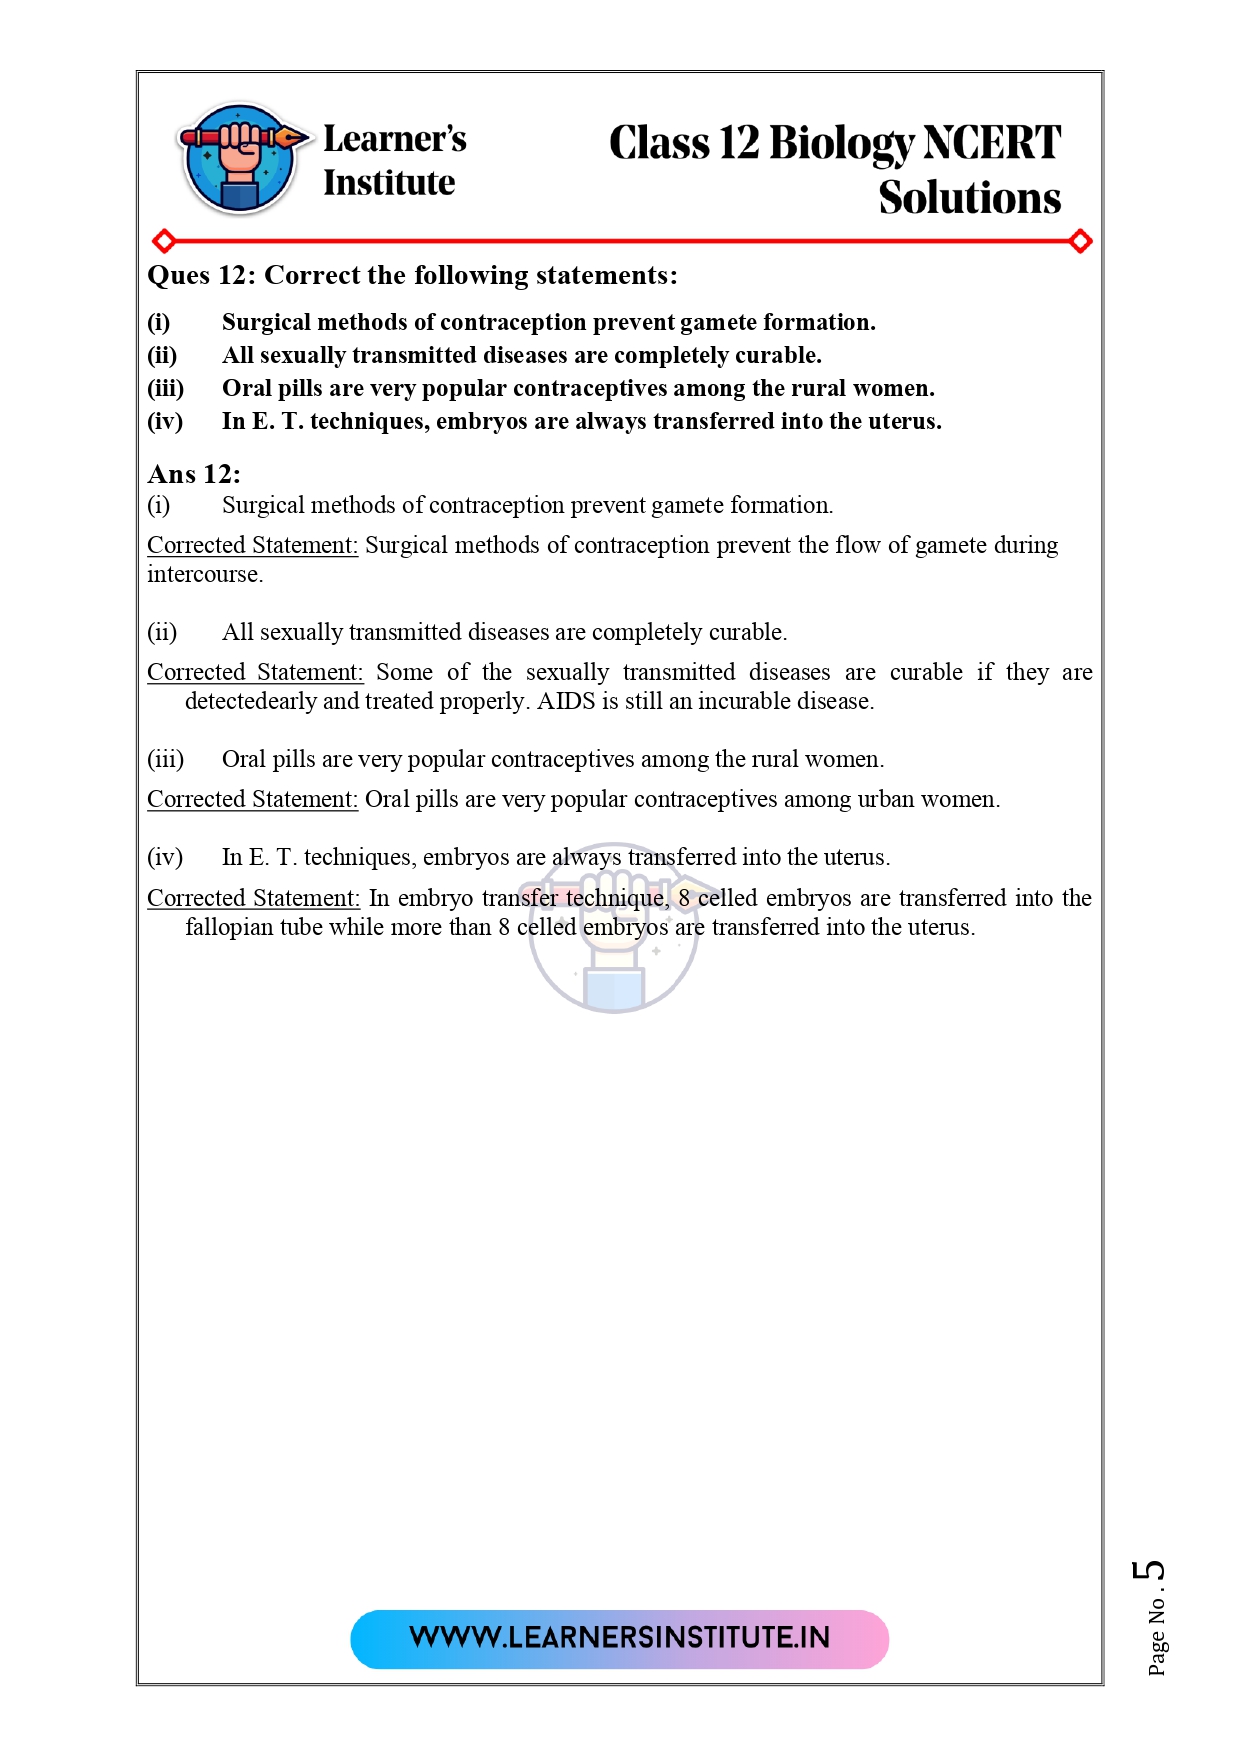 Learner's
Institute
Class 12 Biology NCERT
Solutions
Ques 12: Correct the following statements:
(i) Surgical methods of contraception prevent gamete formation.
(ii) All sexually transmitted diseases are completely curable.
(iii) Oral pills are very popular contraceptives among the rural women.
(iv) In E. T. techniques, embryos are always transferred into the uterus.
Ans 12:
(i) Surgical methods of contraception prevent gamete formation.
Corrected Statement: Surgical methods of contraception prevent the flow of gamete during
intercourse.
(ii) All sexually transmitted diseases are completely curable.
Corrected Statement: Some of the sexually transmitted diseases are curable if they are
detectedearly and treated properly. AIDS is still an incurable disease.
(iii) Oral pills are very popular contraceptives among the rural women.
Corrected Statement: Oral pills are very popular contraceptives among urban women.
(iv) In E. T. techniques, embryos are always transferred into the uterus.
Corrected Statement: In embryo transfer technique, 8 celled embryos are transferred into the
fallopian tube while more than 8 celled embryos are transferred into the uterus.
WWW.LEARNERSINSTITUTE.IN
Page No. 5